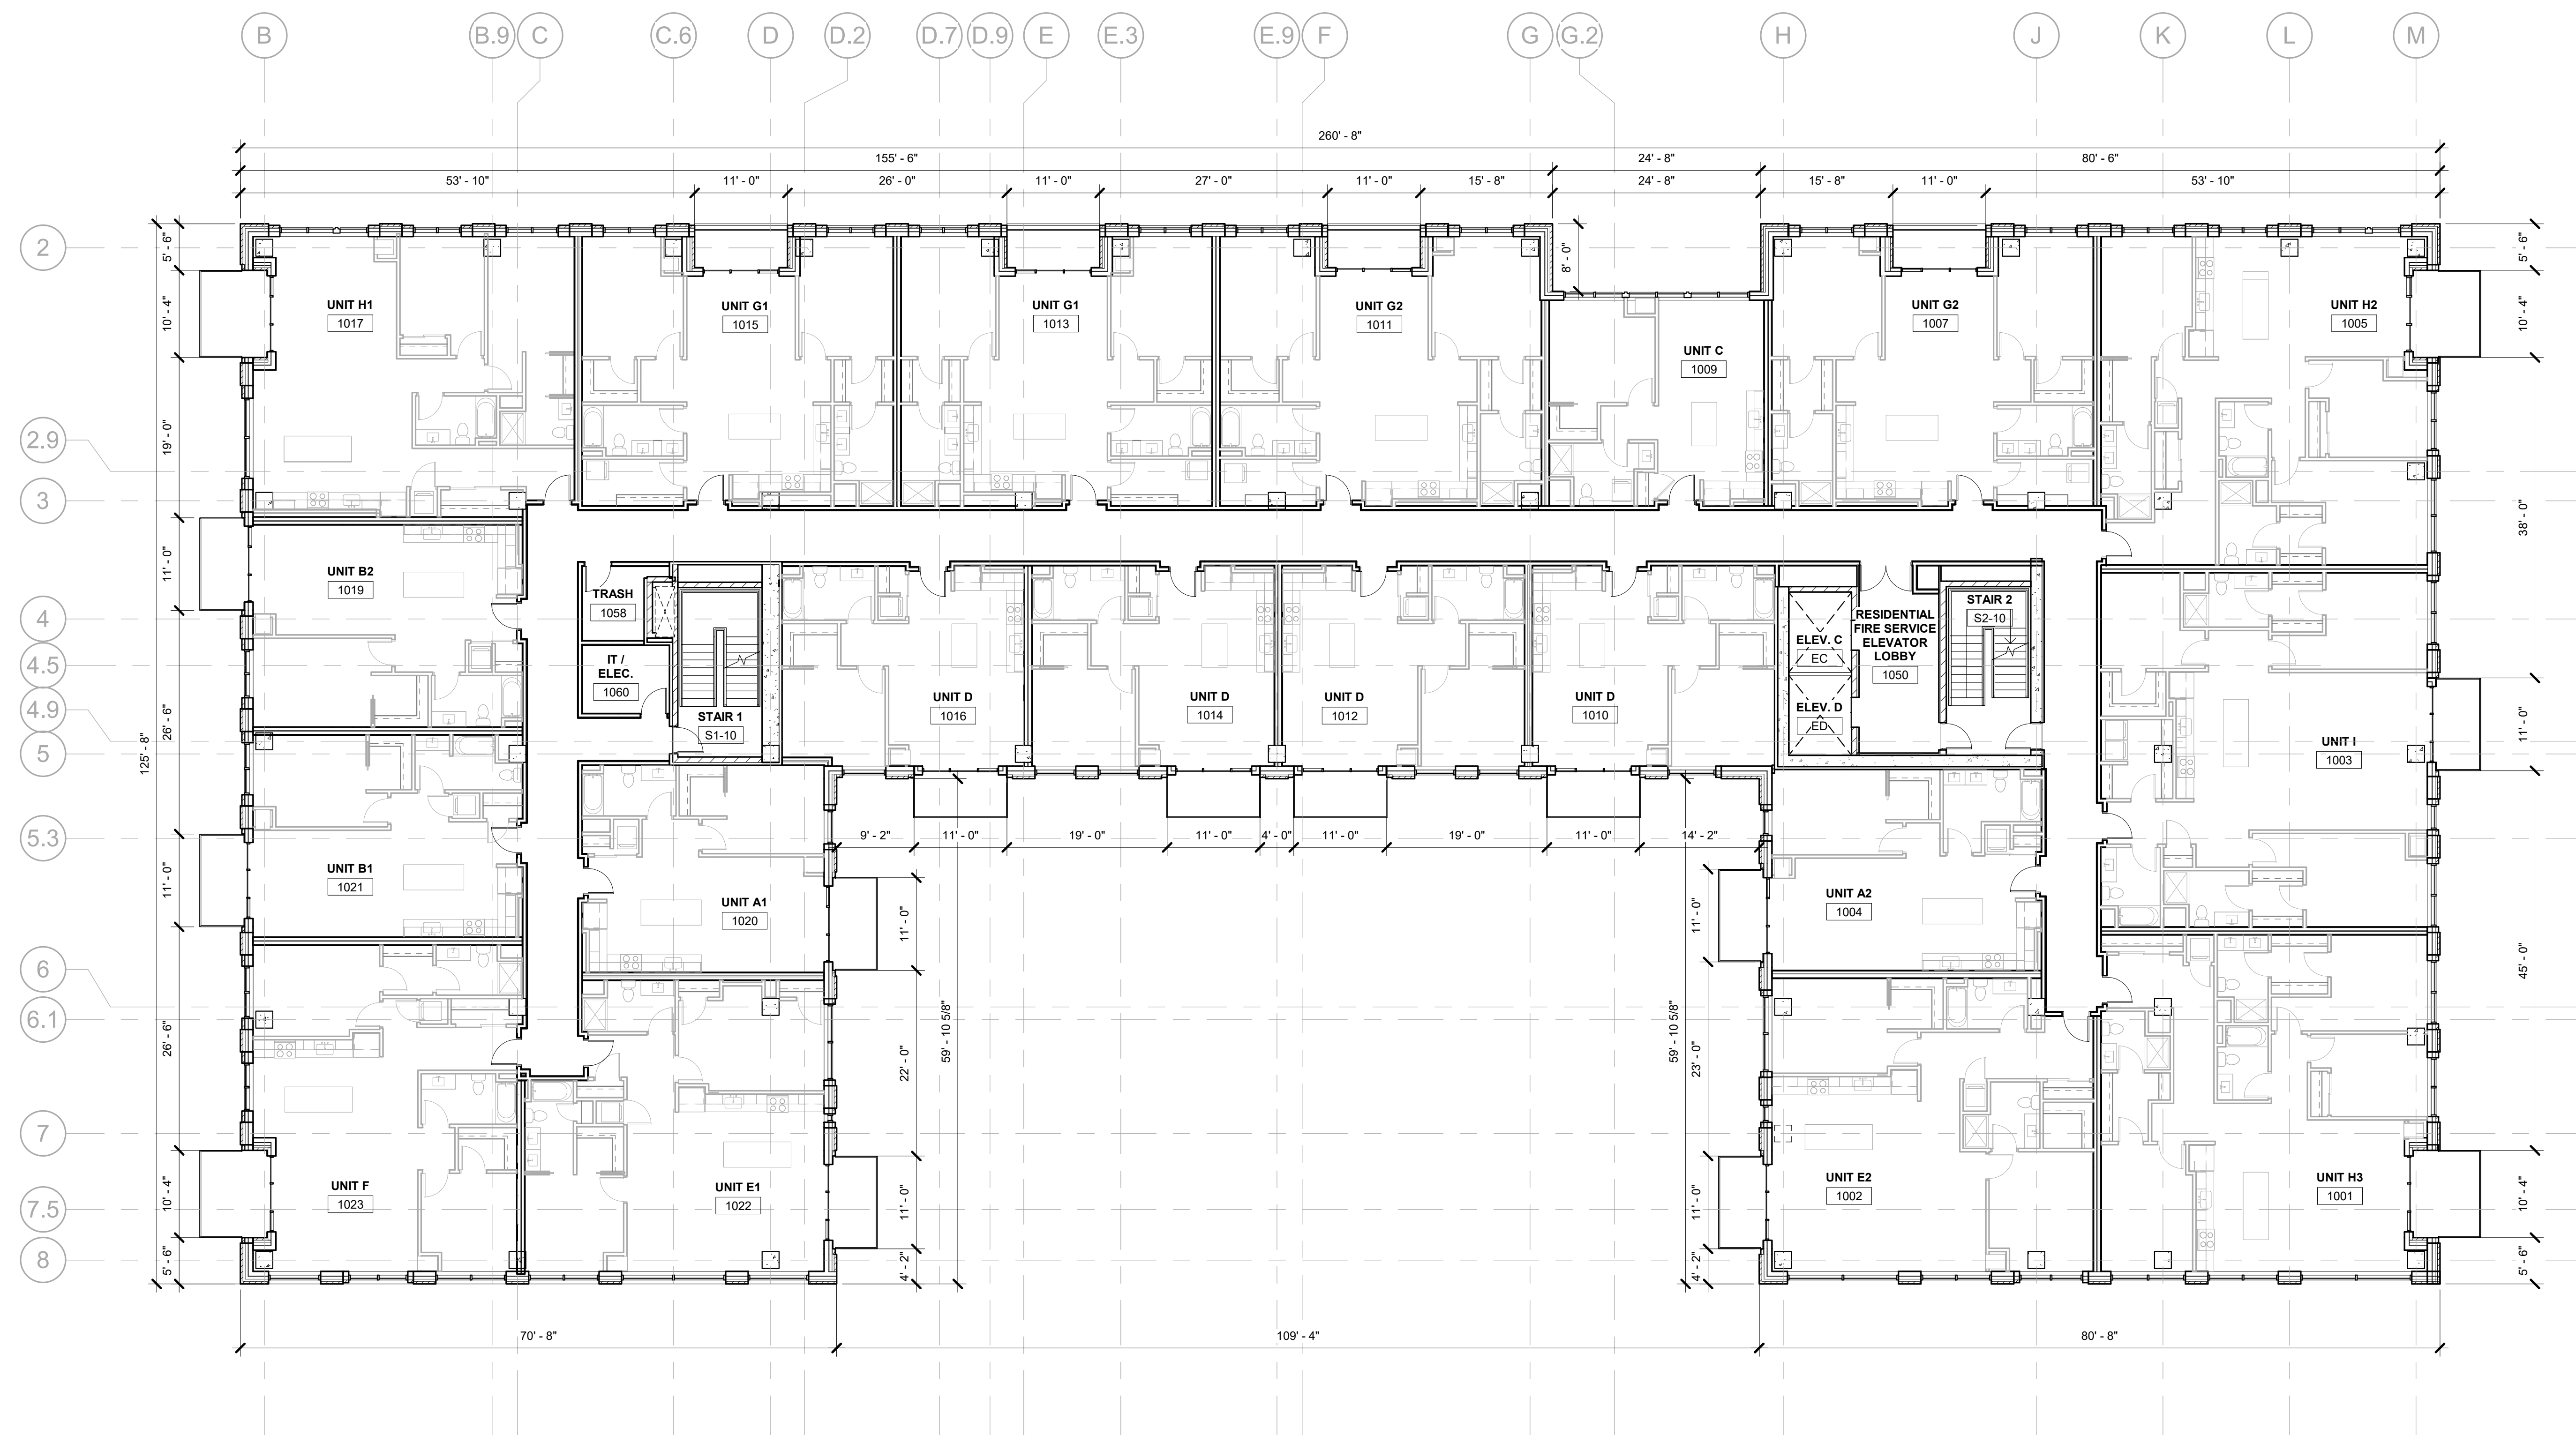 B B.9 C C.6 D D.2 D.7 D.9 E E.3 E.9 F G G.2 H J K L M
260' - 8"
155' - 6" 24' - 8" 80' - 6"
53' - 10" 11' - 0" 26' - 0" 11' - 0" 27' - 0" 11' - 0" 15' - 8" 24' - 8" 15' - 8" 11' - 0" 53' - 10"
2
2.9
3
4
4.5
4.9
5
5.3
6
6.1
7
7.5
8
125' - 8"
5' - 6"
10' - 4"
19' - 0"
11' - 0"
26' - 6"
11' - 0"
26' - 6"
10' - 4"
5' - 6"
8' - 0"
UNIT H1
1017
UNIT G1
1015
UNIT G1
1013
UNIT G2
1011
UNIT C
1009
UNIT G2
1007
UNIT H2
1005
UNIT B2
1019
TRASH
1058
IT /
ELEC.
1060
STAIR 1
S1-10
UNIT D
1016
UNIT D
1014
UNIT D
1012
UNIT D
1010
ELEV. C
EC
ELEV. D
ED
RESIDENTIAL
FIRE SERVICE
ELEVATOR
LOBBY
1050
STAIR 2
S2-10
UNIT I
1003
UNIT B1
1021
UNIT A1
1020
UNIT A2
1004
9' - 2" 11' - 0" 19' - 0" 11' - 0" 4' - 0" 11' - 0" 19' - 0" 11' - 0" 14' - 2"
11' - 0"
22' - 0"
11' - 0"
4' - 2"
59' - 10 5/8"
59' - 10 5/8"
11' - 0"
23' - 0"
11' - 0"
4' - 2"
UNIT F
1023
UNIT E1
1022
UNIT E2
1002
UNIT H3
1001
5' - 6"
10' - 4"
38' - 0"
11' - 0"
45' - 0"
10' - 4"
5' - 6"
70' - 8" 109' - 4" 80' - 8"